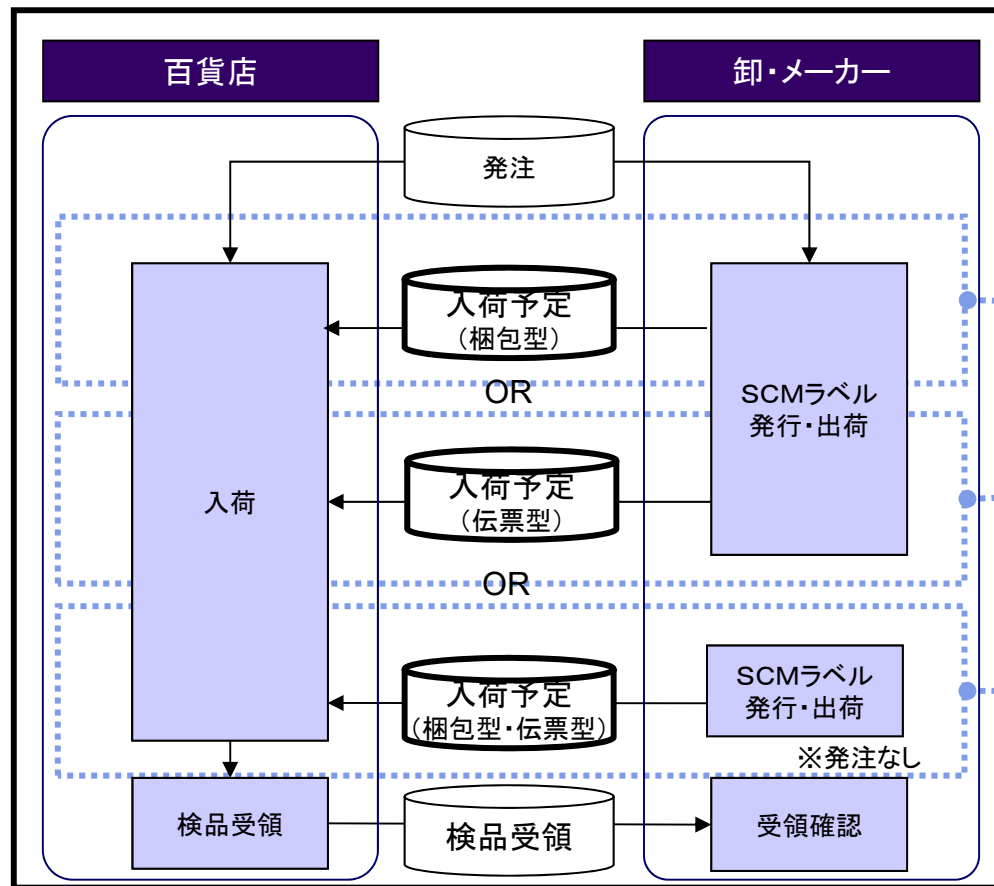 百貨店
卸・メーカー
発注
入荷予定
（梱包型）
OR
SCMラベル
発行・出荷
入荷
入荷予定
（伝票型）
OR
入荷予定
（梱包型・伝票型）
SCMラベル
発行・出荷
※発注なし
検品受領
検品受領
受領確認